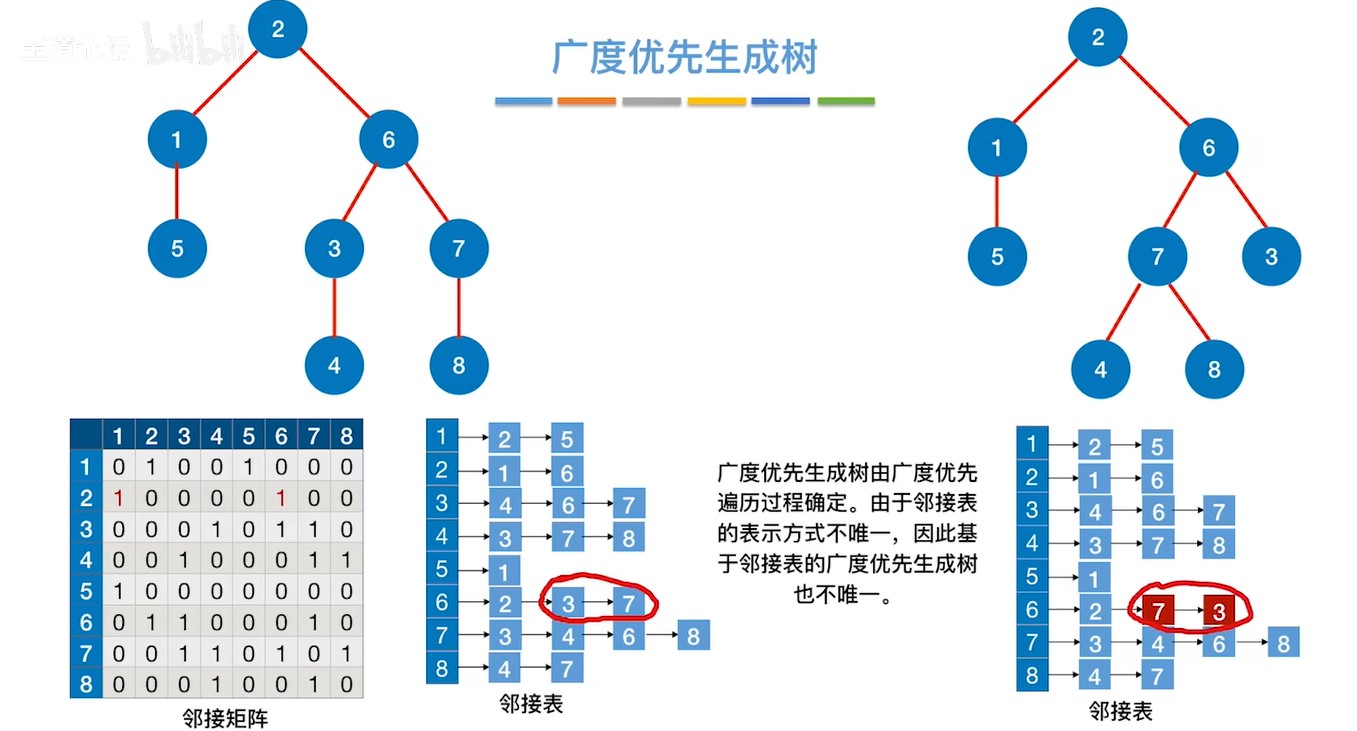 bilibili
广度优先生成树
2
1
6
5
3
7
4
8
2
1
6
5
7
3
4
8
1 2 3 4 5 6 7 8
1 0 1 0 0 1 0 0 0
2 1 0 0 0 0 1 0 0
3 0 0 0 1 0 1 1 0
4 0 0 1 0 0 0 1 1
5 1 0 0 0 0 0 0 0
6 0 1 1 0 0 0 1 0
7 0 0 1 1 0 1 0 1
8 0 0 0 1 0 0 1 0
邻接矩阵
1 2 5
2 1 6
3 4 6 7
4 3 7 8
5 1
6 2 3 7
7 3 4 6 8
8 4 7
邻接表
广度优先生成树由广度优先
遍历过程确定。由于邻接表
的表示方式不唯一，因此基
于邻接表的广度优先生成树
也不唯一。
1 2 5
2 1 6
3 4 6 7
4 3 7 8
5 1
6 2 7 3
7 3 4 6 8
8 4 7
邻接表